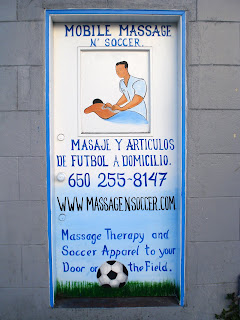 MOBILE MASSAGE
N' SOCCER.
MASAJE Y ARTICULOS
DE FUTBOL A DOMICILIO.
650 255-8147
WWW.MASSAGENSOCCER.COM
Massage Therapy and
Soccer Apparel to your
Door or the Field.